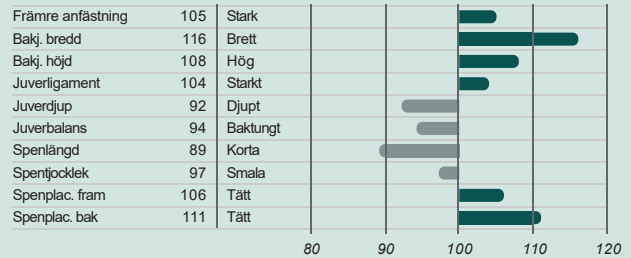 Främre anfästning 105 Stark
Bakj. bredd 116 Brett
Bakj. höjd 108 Hög
Juverligament 104 Starkt
Juverdjup 92 Djupt
Juverbalans 94 Baktungt
Spenlängd 89 Korta
Spentjocklek 97 Smala
Spenplac. fram 106 Tätt
Spenplac. bak 111 Tätt
80 90 100 110 120